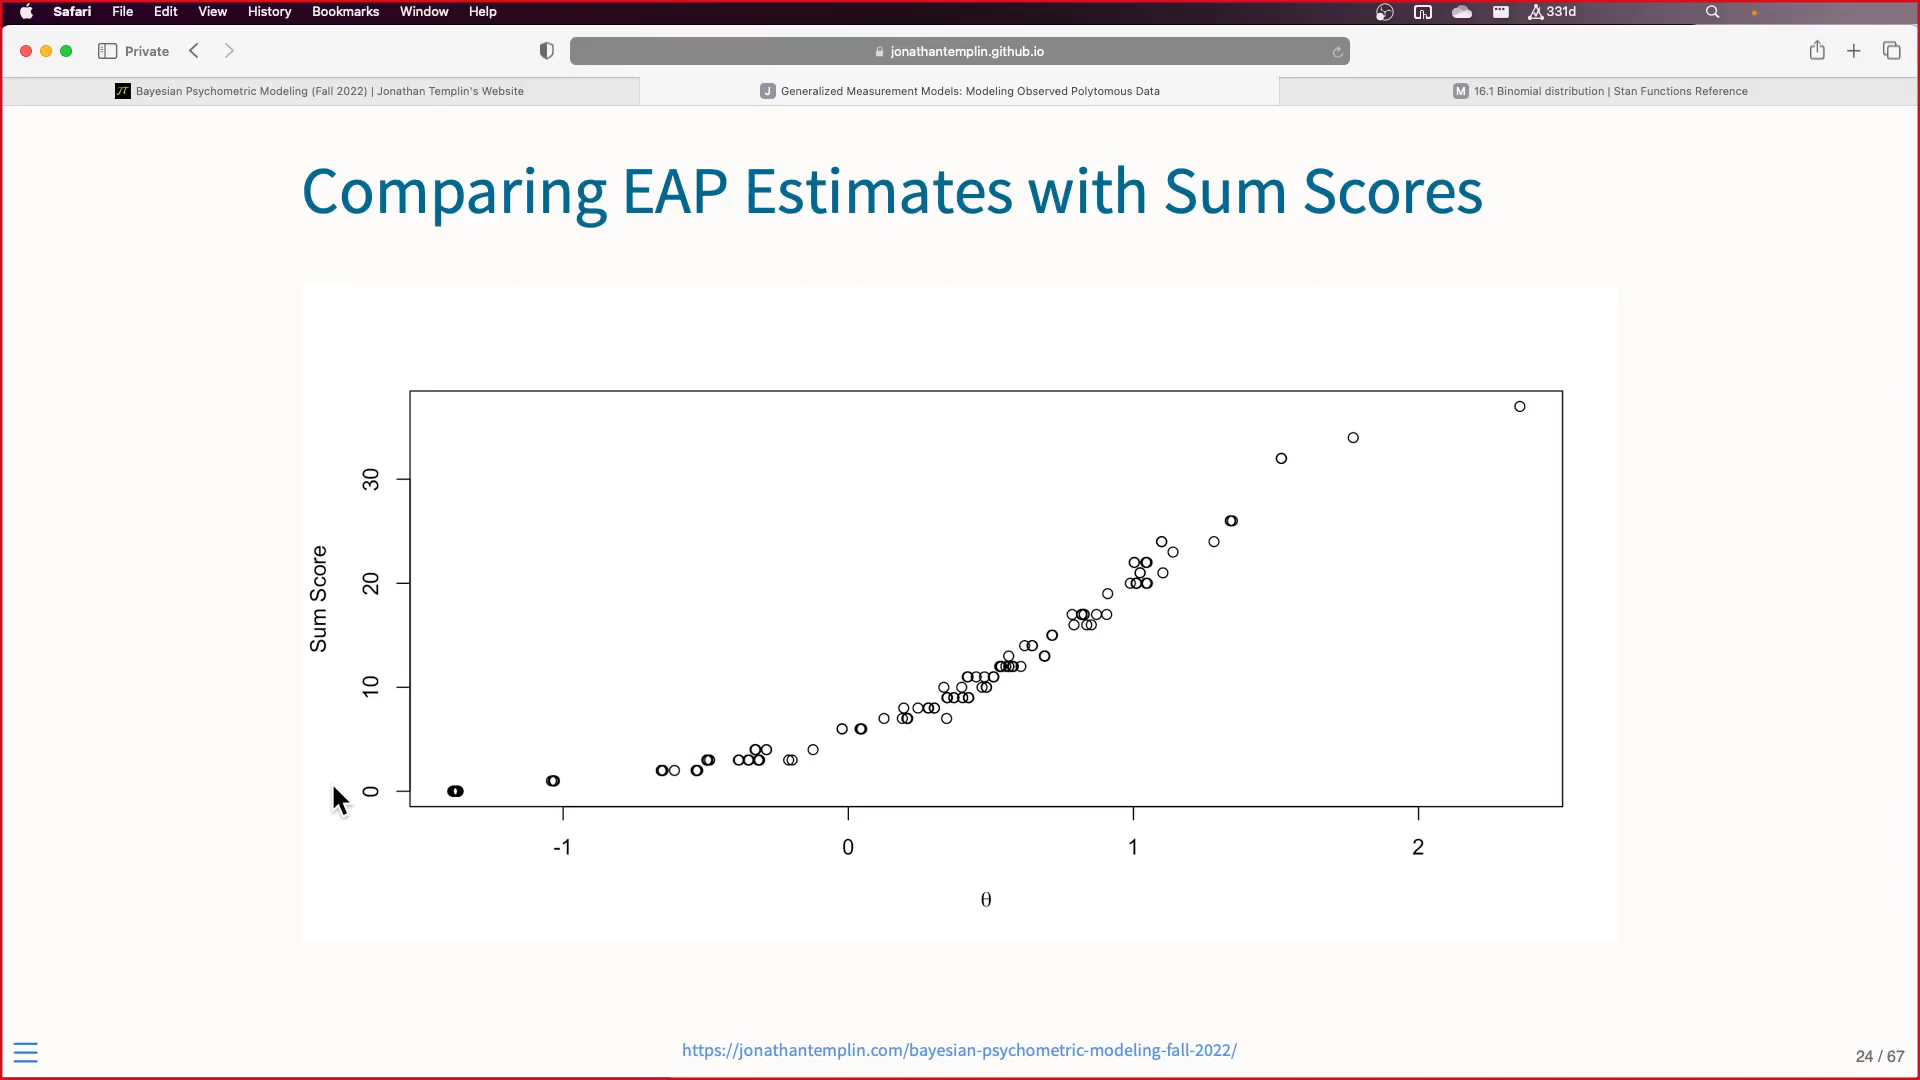 Safari File Edit View History Bookmarks Window Help 331d
Private jonathantemplin.github.io
Bayesian Psychometric Modeling (Fall 2022) | Jonathan Templin's Website J Generalized Measurement Models: Modeling Observed Polytomous Data M 16.1 Binomial distribution | Stan Functions Reference
Comparing EAP Estimates with Sum Scores
Sum Score
30
20
10
0
-1 0 1 2
θ
https://jonathantemplin.com/bayesian-psychometric-modeling-fall-2022/
24 / 67